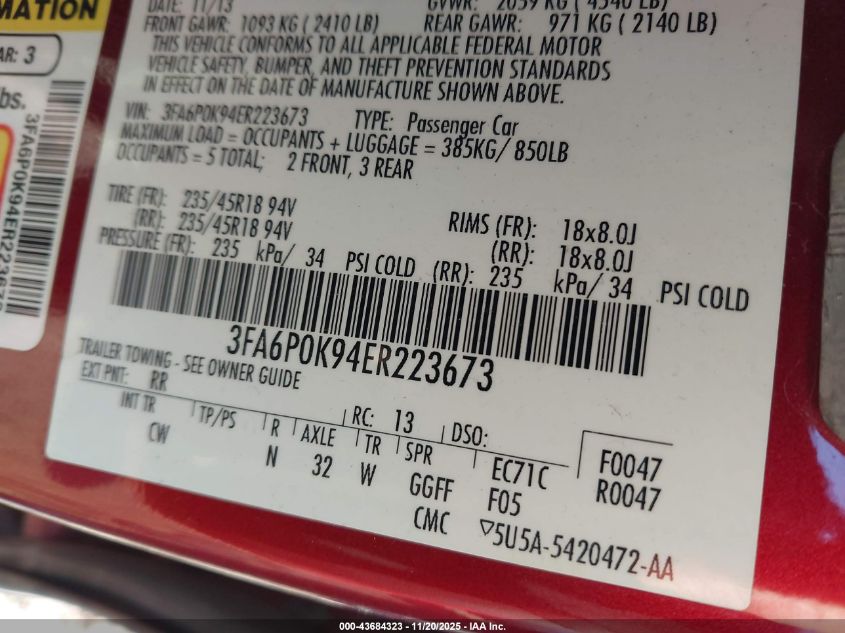 MATION
AR: 3
lbs.
3FA6P0K94ER223673
DATE: 11/13 GVWR: 2059 KG ( 4540 LB)
FRONT GAWR: 1093 KG ( 2410 LB) REAR GAWR: 971 KG ( 2140 LB)
THIS VEHICLE CONFORMS TO ALL APPLICABLE FEDERAL MOTOR
VEHICLE SAFETY, BUMPER, AND THEFT PREVENTION STANDARDS
IN EFFECT ON THE DATE OF MANUFACTURE SHOWN ABOVE.
VIN: 3FA6P0K94ER223673 TYPE: Passenger Car
MAXIMUM LOAD = OCCUPANTS + LUGGAGE = 385KG/ 850LB
OCCUPANTS = 5 TOTAL; 2 FRONT, 3 REAR
TIRE (FR): 235/45R18 94V RIMS (FR): 18x8.0J
(RR): 235/45R18 94V (RR): 18x8.0J
PRESSURE (FR): 235 kPa/ 34 PSI COLD (RR): 235 kPa/ 34 PSI COLD
3FA6P0K94ER223673
TRAILER TOWING - SEE OWNER GUIDE
EXT PNT: RR RC: 13 DSO:
INT TR TP/PS R AXLE TR SPR EC71C F0047
CW N 32 W GGFF F05 R0047
CMC ▽5U5A-5420472-AA
000-43684323 - 11/20/2025 - IAA Inc.